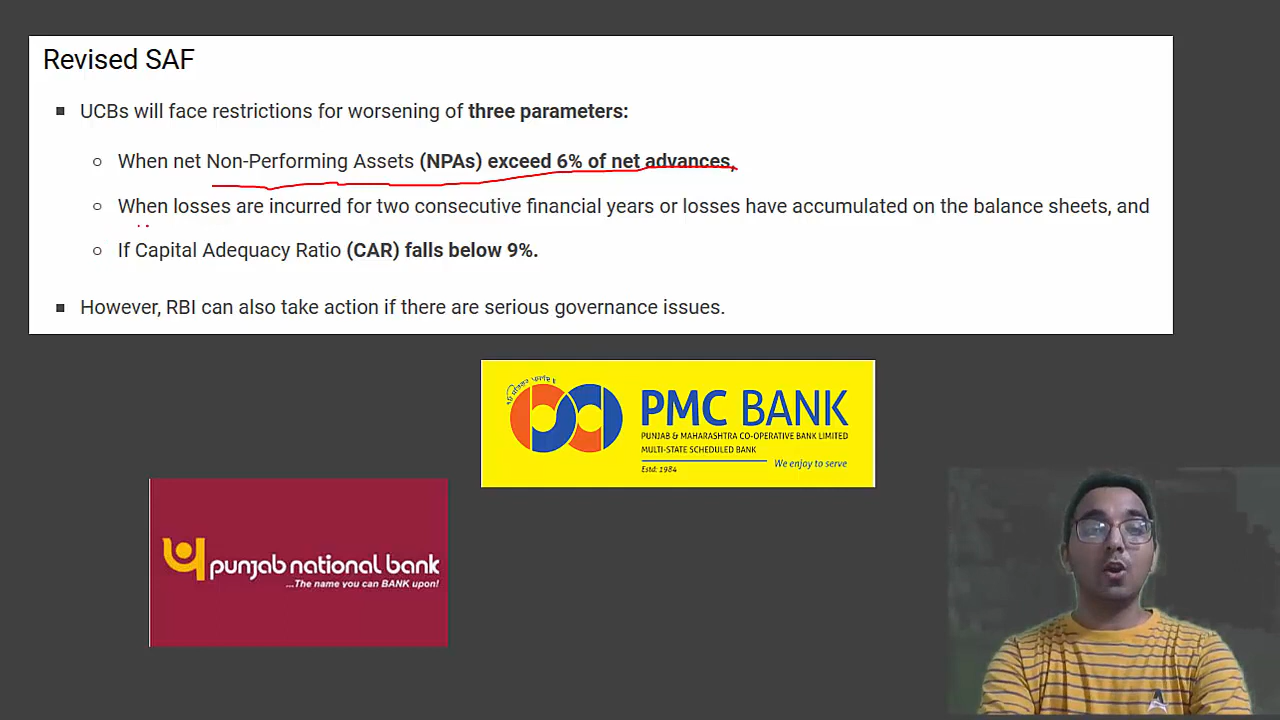 Revised SAF
UCBs will face restrictions for worsening of three parameters:
When net Non-Performing Assets (NPAs) exceed 6% of net advances,
When losses are incurred for two consecutive financial years or losses have accumulated on the balance sheets, and
If Capital Adequacy Ratio (CAR) falls below 9%.
However, RBI can also take action if there are serious governance issues.
PMC BANK
PUNJAB & MAHARASHTRA CO-OPERATIVE BANK LIMITED
MULTI-STATE SCHEDULED BANK
Estd: 1984
We enjoy to serve
punjab national bank
...The name you can BANK upon!